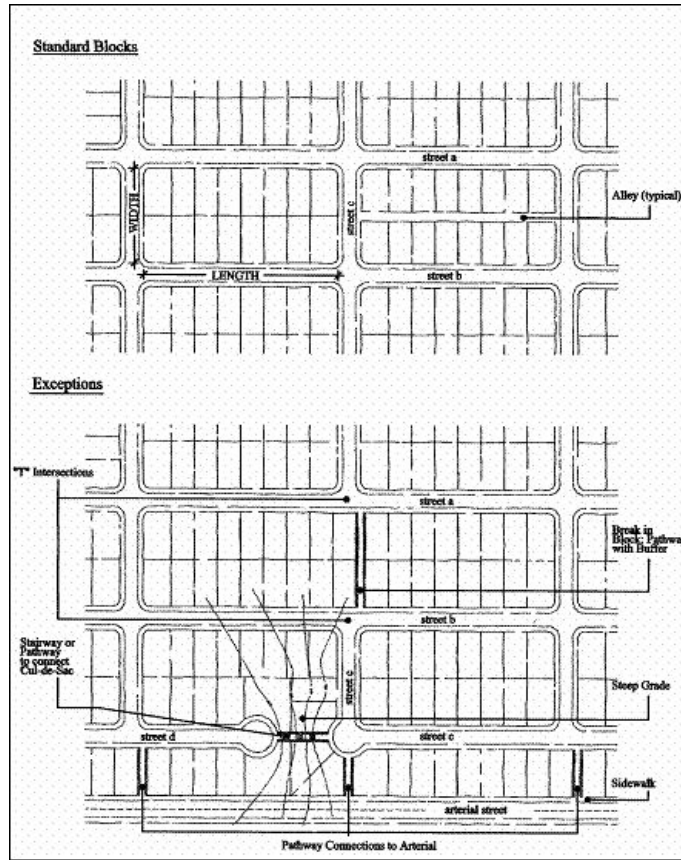 Standard Blocks
street a
Alley (typical)
WIDTH
street c
LENGTH
street b
Exceptions
"T" Intersections
street a
Break in
Block: Pathway
with Buffer
street b
Stairway or
Pathway
to connect
Cul-de-Sac
street c
Steep Grade
street d
street c
Sidewalk
arterial street
Pathway Connections to Arterial